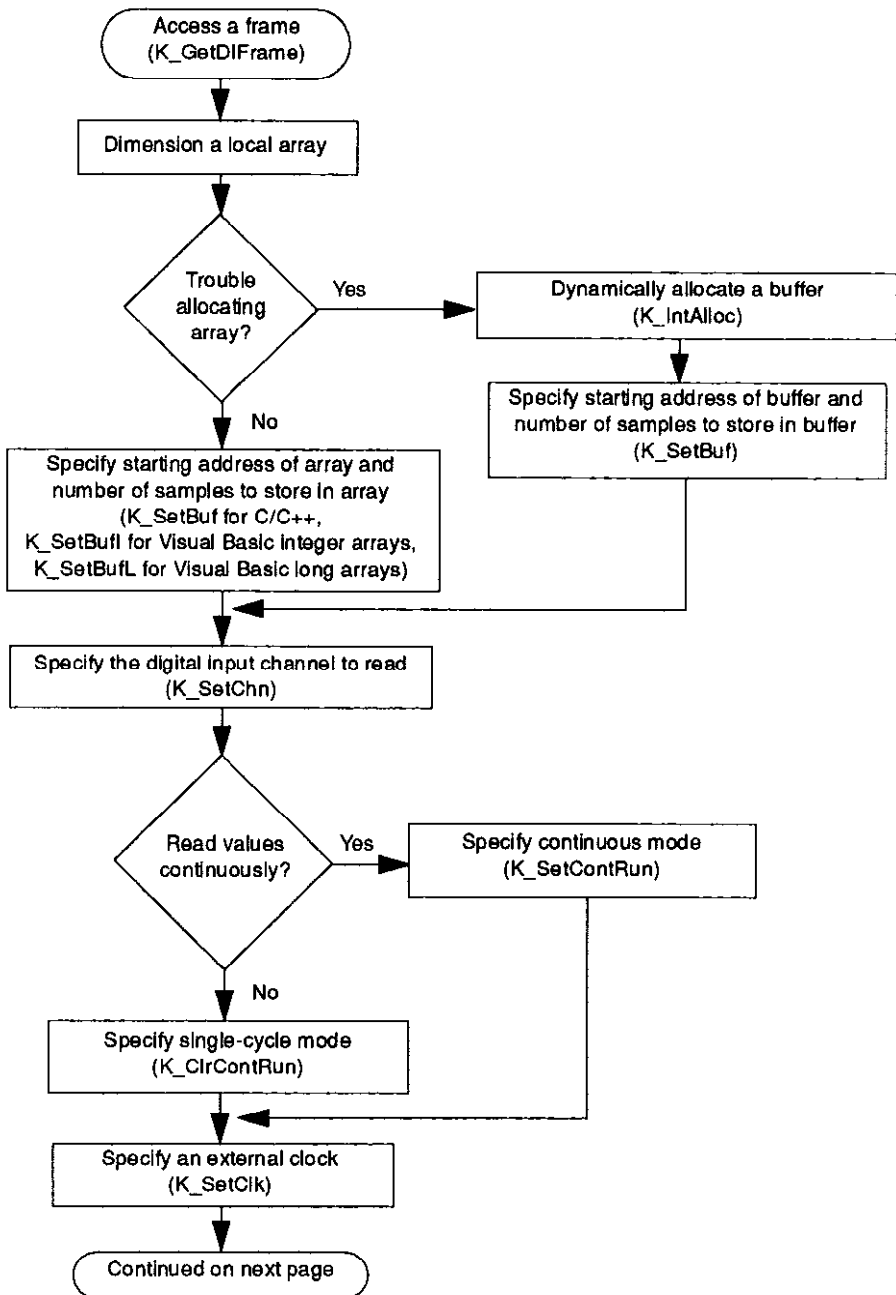 Access a frame
(K_GetDIFrame)
Dimension a local array
Trouble
allocating
array?
Yes
Dynamically allocate a buffer
(K_IntAlloc)
Specify starting address of buffer and
number of samples to store in buffer
(K_SetBuf)
No
Specify starting address of array and
number of samples to store in array
(K_SetBuf for C/C++,
K_SetBufI for Visual Basic integer arrays,
K_SetBufL for Visual Basic long arrays)
Specify the digital input channel to read
(K_SetChn)
Read values
continuously?
Yes
Specify continuous mode
(K_SetContRun)
No
Specify single-cycle mode
(K_ClrContRun)
Specify an external clock
(K_SetClk)
Continued on next page